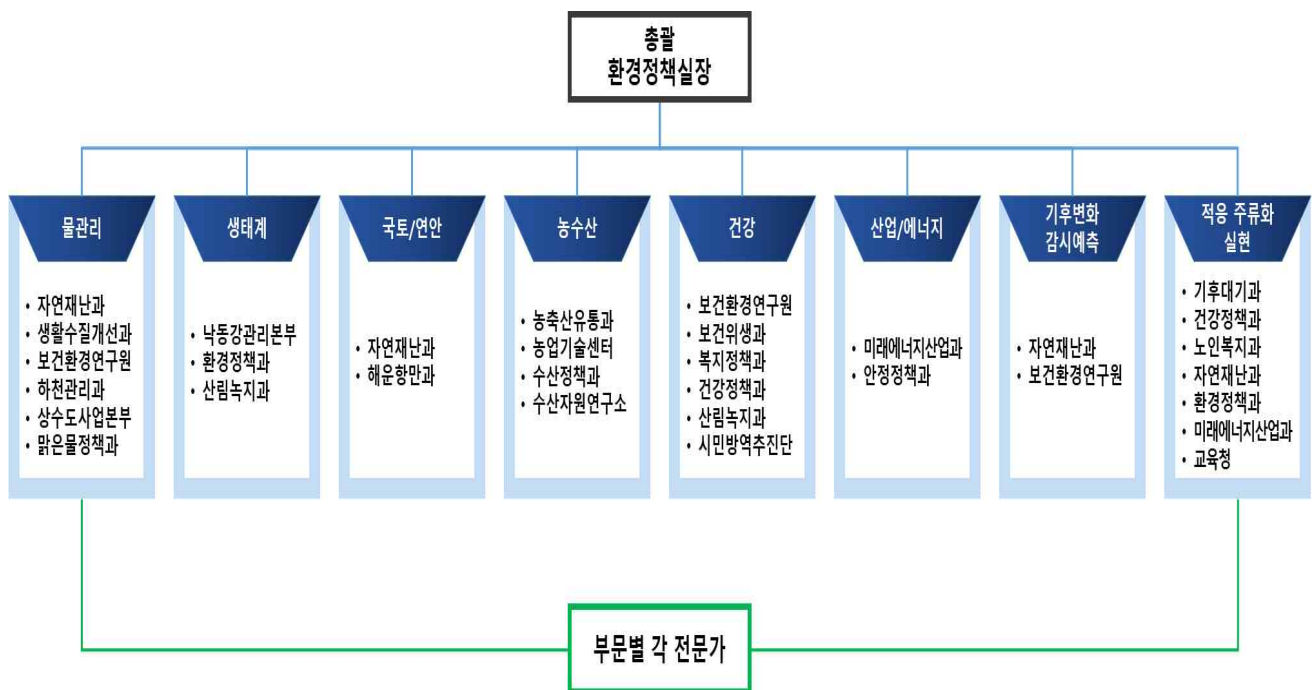 총괄
환경정책실장
물관리
• 자연재난과
• 생활수질개선과
• 보건환경연구원
• 하천관리과
• 상수도사업본부
• 맑은물정책과
생태계
• 낙동강관리본부
• 환경정책과
• 산림녹지과
국토/연안
• 자연재난과
• 해운항만과
농수산
• 농축산유통과
• 농업기술센터
• 수산정책과
• 수산자원연구소
건강
• 보건환경연구원
• 보건위생과
• 복지정책과
• 건강정책과
• 산림녹지과
• 시민방역추진단
산업/에너지
• 미래에너지산업과
• 안정정책과
기후변화
감시예측
• 자연재난과
• 보건환경연구원
적응 주류화
실현
• 기후대기과
• 건강정책과
• 노인복지과
• 자연재난과
• 환경정책과
• 미래에너지산업과
• 교육청
부문별 각 전문가